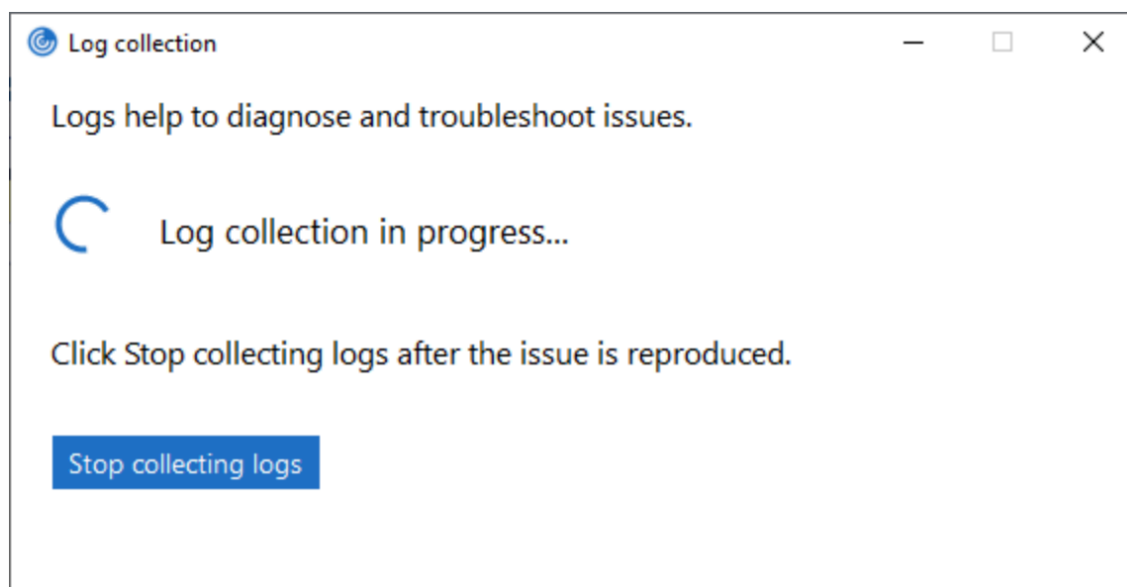 Log collection
Logs help to diagnose and troubleshoot issues.
Log collection in progress...
Click Stop collecting logs after the issue is reproduced.
Stop collecting logs